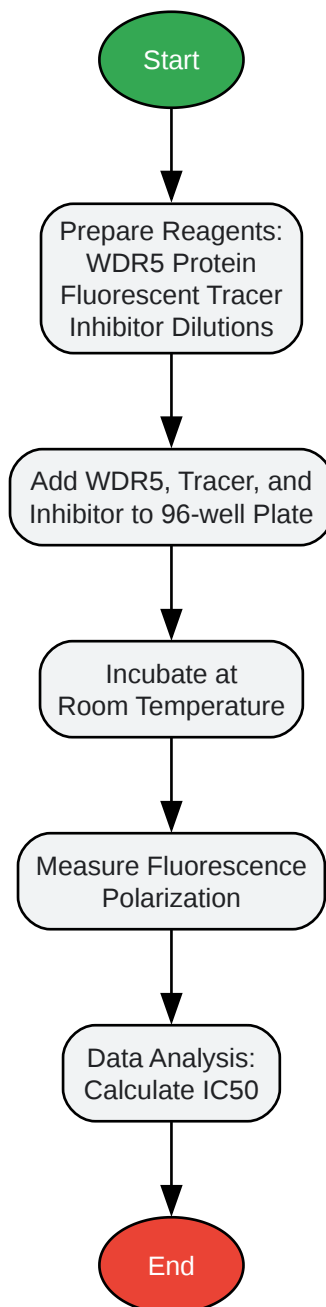 Start
Prepare Reagents:
WDR5 Protein
Fluorescent Tracer
Inhibitor Dilutions
Add WDR5, Tracer, and
Inhibitor to 96-well Plate
Incubate at
Room Temperature
Measure Fluorescence
Polarization
Data Analysis:
Calculate IC50
End